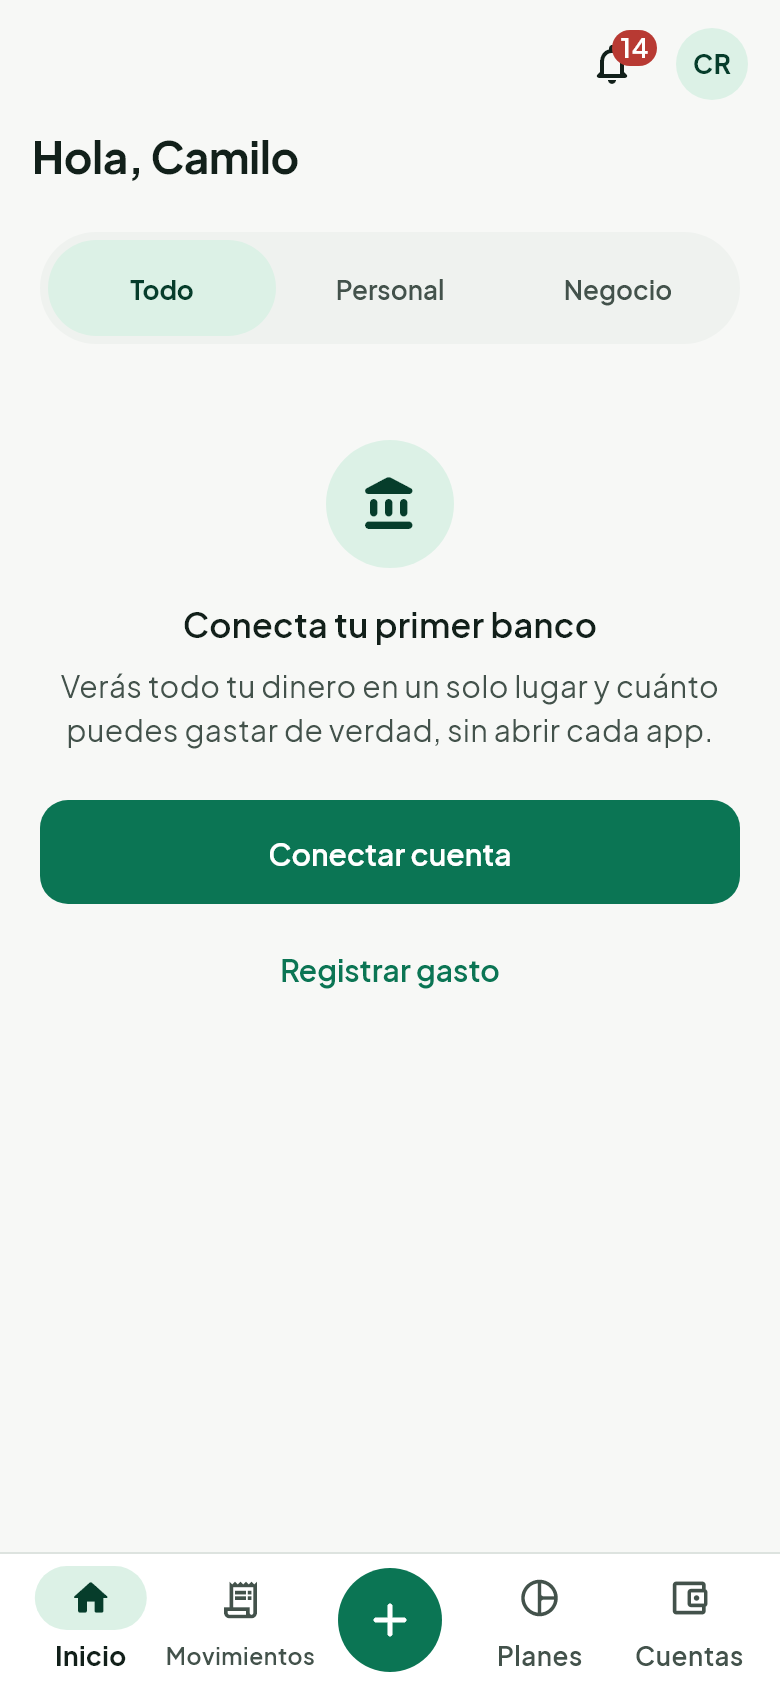 14
CR
Hola, Camilo
Todo
Personal
Negocio
Conecta tu primer banco
Verás todo tu dinero en un solo lugar y cuánto
puedes gastar de verdad, sin abrir cada app.
Conectar cuenta
Registrar gasto
Inicio
Movimientos
Planes
Cuentas